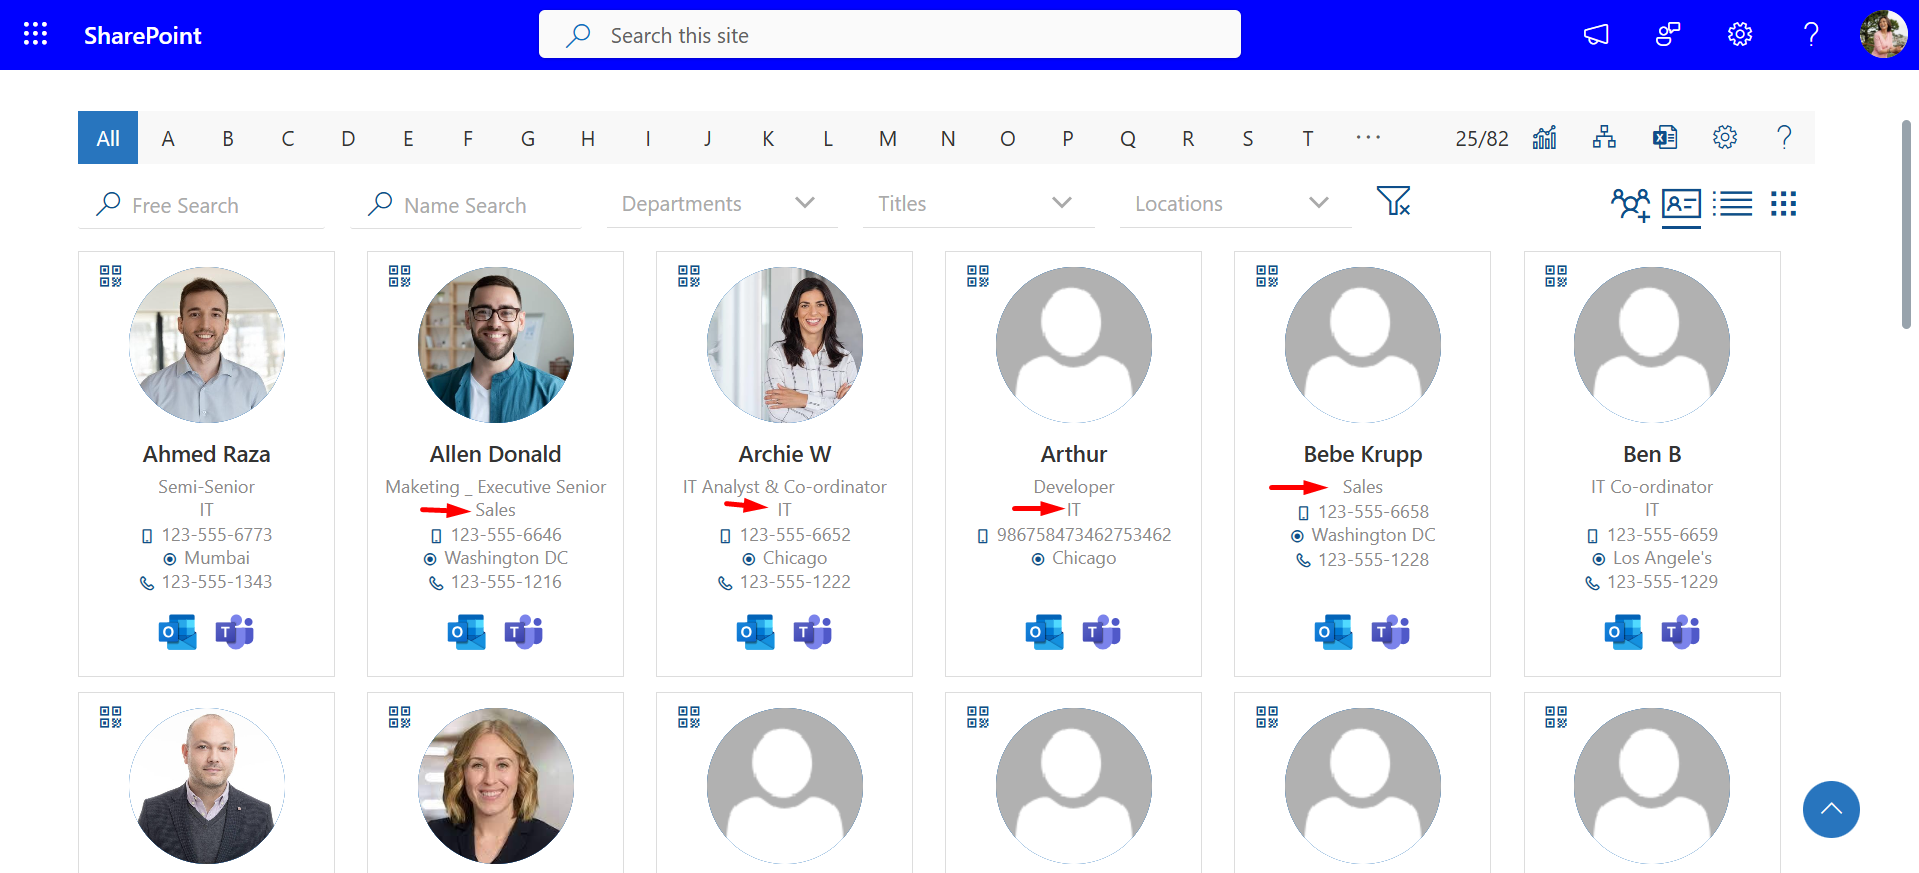 SharePoint
Search this site
All A B C D E F G H I J K L M N O P Q R S T ... 25/82
Free Search
Name Search
Departments
Titles
Locations
Ahmed Raza
Semi-Senior
IT
123-555-6773
Mumbai
123-555-1343
Allen Donald
Maketing _ Executive Senior
Sales
123-555-6646
Washington DC
123-555-1216
Archie W
IT Analyst & Co-ordinator
IT
123-555-6652
Chicago
123-555-1222
Arthur
Developer
IT
986758473462753462
Chicago
Bebe Krupp
Sales
123-555-6658
Washington DC
123-555-1228
Ben B
IT Co-ordinator
IT
123-555-6659
Los Angele's
123-555-1229